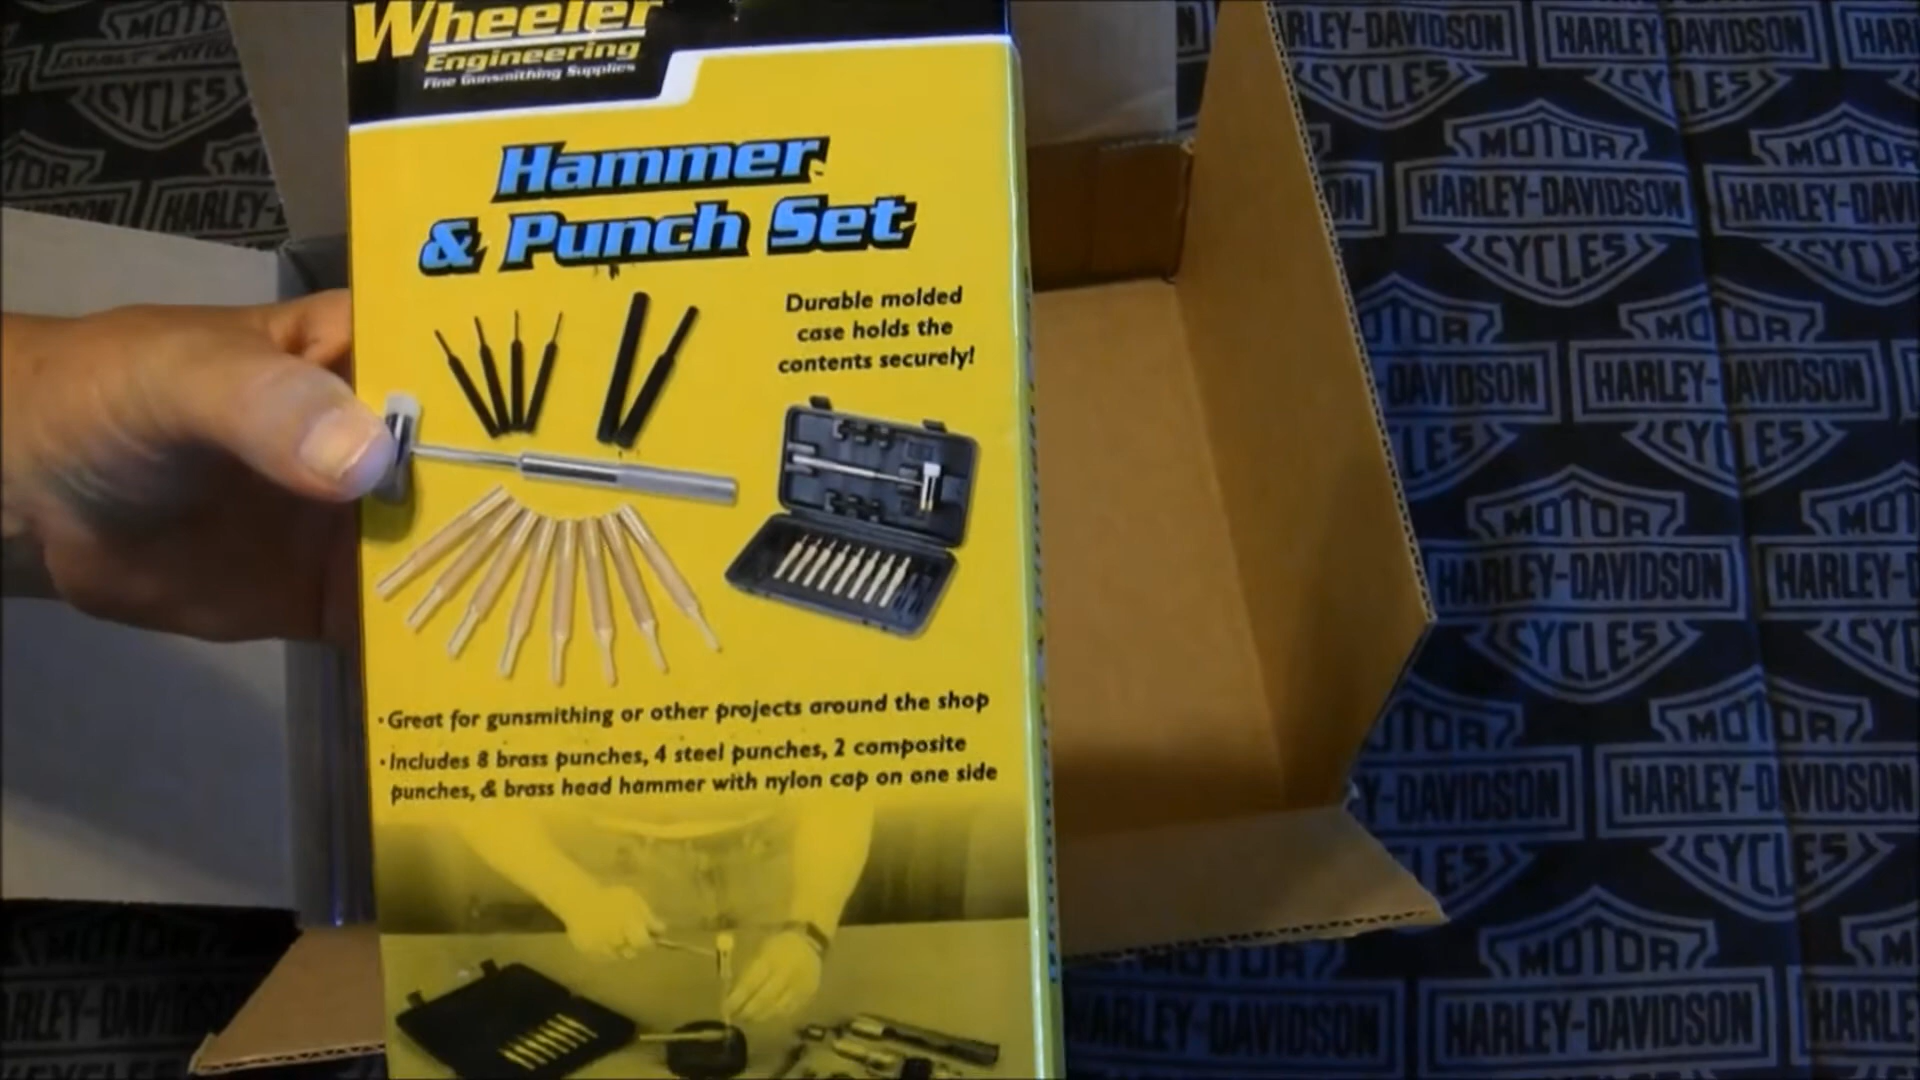 Wheeler
Engineering
Fine Gunsmithing Supplies
Hammer
& Punch Set
Durable molded
case holds the
contents securely!
•Great for gunsmithing or other projects around the shop
•Includes 8 brass punches, 4 steel punches, 2 composite
punches, & brass head hammer with nylon cap on one side
MOTOR
HARLEY-DAVIDSON
CYCLES